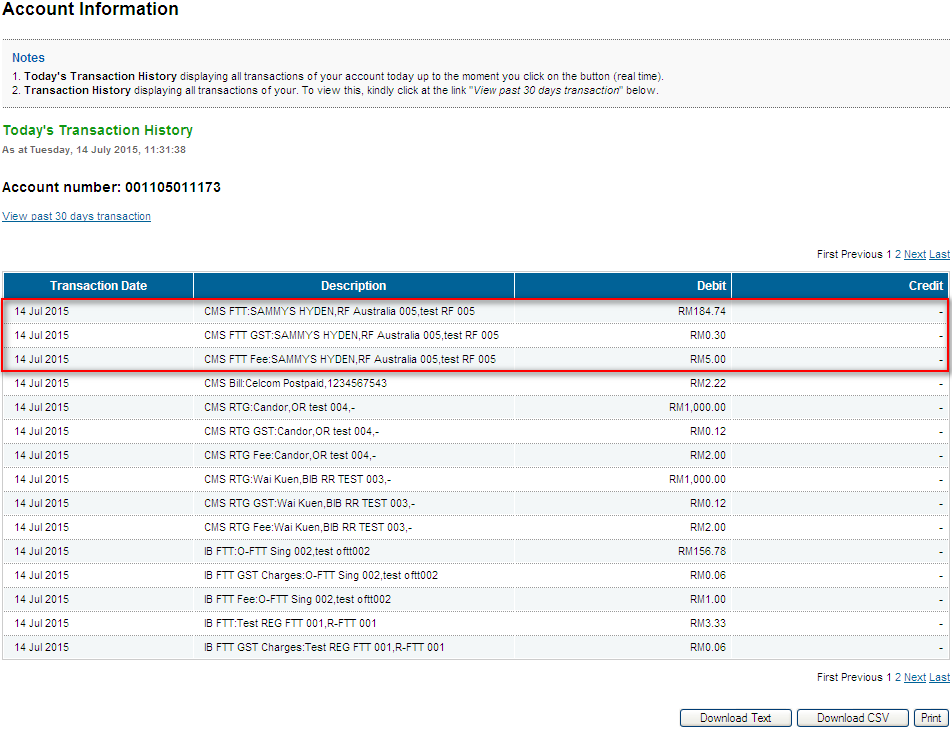 Account Information
Notes
1. Today's Transaction History displaying all transactions of your account today up to the moment you click on the button (real time).
2. Transaction History displaying all transactions of your. To view this, kindly click at the link "View past 30 days transaction" below.
Today's Transaction History
As at Tuesday, 14 July 2015, 11:31:38
Account number: 001105011173
View past 30 days transaction
First Previous 1 2 Next Last
Transaction Date Description Debit Credit
14 Jul 2015 CMS FTT:SAMMY'S HYDEN,RF Australia 005,test RF 005 RM184.74 -
14 Jul 2015 CMS FTT GST:SAMMY'S HYDEN,RF Australia 005,test RF 005 RM0.30 -
14 Jul 2015 CMS FTT Fee:SAMMY'S HYDEN,RF Australia 005,test RF 005 RM5.00 -
14 Jul 2015 CMS Bill:Celcom Postpaid,1234567543 RM2.22 -
14 Jul 2015 CMS RTG:Candor,OR test 004,- RM1,000.00 -
14 Jul 2015 CMS RTG GST:Candor,OR test 004,- RM0.12 -
14 Jul 2015 CMS RTG Fee:Candor,OR test 004,- RM2.00 -
14 Jul 2015 CMS RTG:Wai Kuen,BIB RR TEST 003,- RM1,000.00 -
14 Jul 2015 CMS RTG GST:Wai Kuen,BIB RR TEST 003,- RM0.12 -
14 Jul 2015 CMS RTG Fee:Wai Kuen,BIB RR TEST 003,- RM2.00 -
14 Jul 2015 IB FTT:O-FTT Sing 002,test oftt002 RM156.78 -
14 Jul 2015 IB FTT GST Charges:O-FTT Sing 002,test oftt002 RM0.06 -
14 Jul 2015 IB FTT Fee:O-FTT Sing 002,test oftt002 RM1.00 -
14 Jul 2015 IB FTT:Test REG FTT 001,R-FTT 001 RM3.33 -
14 Jul 2015 IB FTT GST Charges:Test REG FTT 001,R-FTT 001 RM0.06 -
First Previous 1 2 Next Last
Download Text Download CSV Print